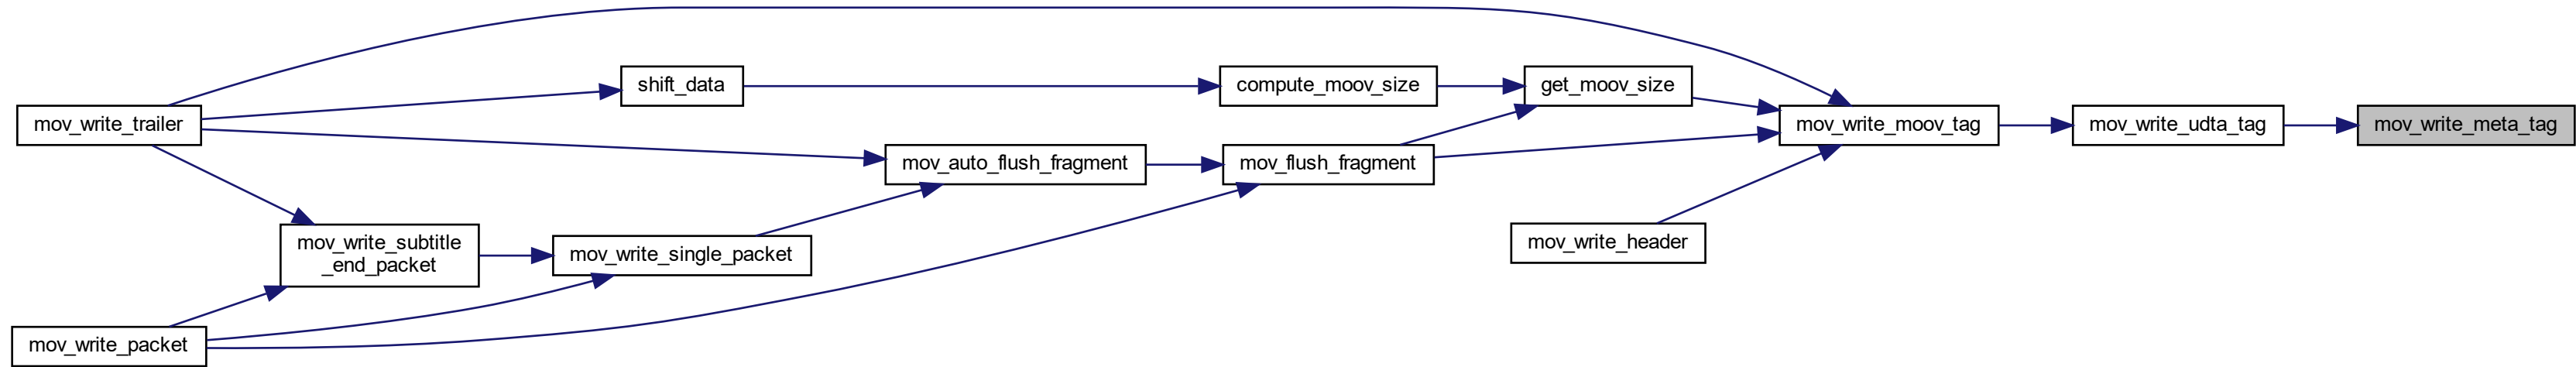 shift_data
compute_moov_size
get_moov_size
mov_write_trailer
mov_write_moov_tag
mov_write_udta_tag
mov_write_meta_tag
mov_auto_flush_fragment
mov_flush_fragment
mov_write_subtitle
_end_packet
mov_write_single_packet
mov_write_header
mov_write_packet